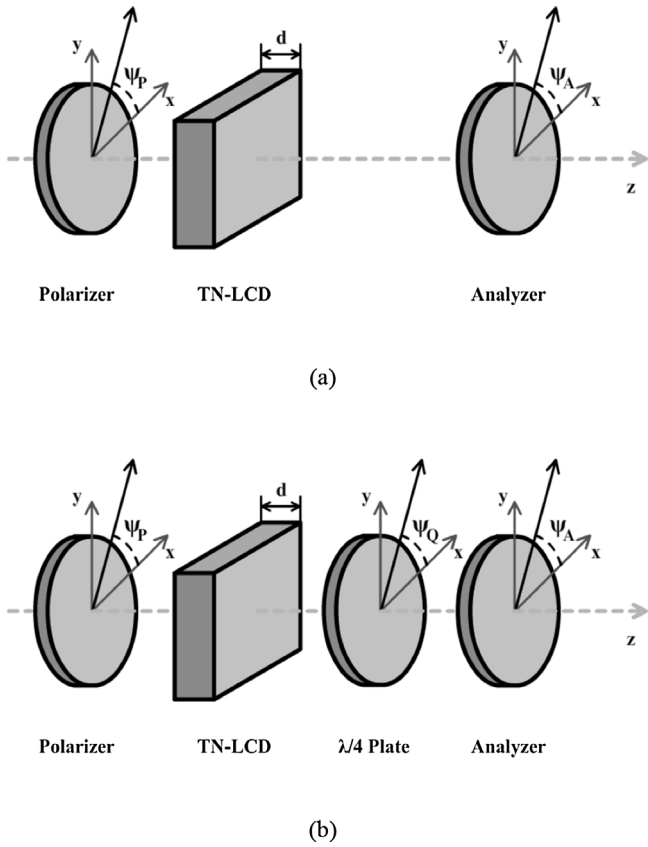 y ψP x d y ψA x
z
Polarizer TN-LCD Analyzer
(a)
y ψP x d y ψQ x y ψA x
z
Polarizer TN-LCD λ/4 Plate Analyzer
(b)